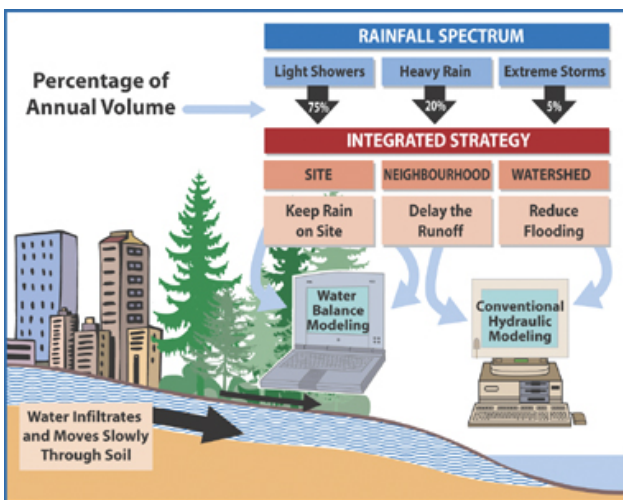 RAINFALL SPECTRUM
Percentage of
Annual Volume
Light Showers
Heavy Rain
Extreme Storms
75%
20%
5%
INTEGRATED STRATEGY
SITE
NEIGHBOURHOOD
WATERSHED
Keep Rain
on Site
Delay the
Runoff
Reduce
Flooding
Water
Balance
Modeling
Conventional
Hydraulic
Modeling
Water Infiltrates
and Moves Slowly
Through Soil